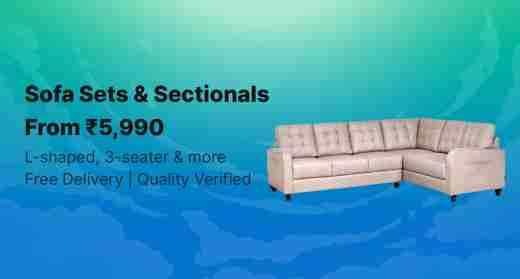 Sofa Sets & Sectionals
From ₹5,990
L-shaped, 3-seater & more
Free Delivery | Quality Verified